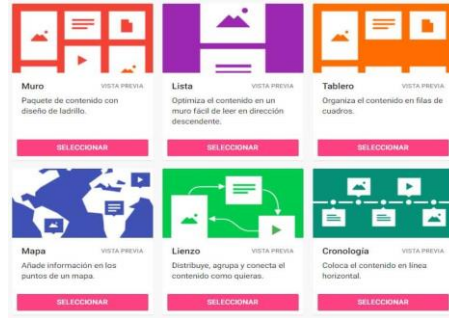 Muro VISTA PREVIA
Paquete de contenido con
diseño de ladrillo.
SELECCIONAR
Lista VISTA PREVIA
Optimiza el contenido en un
muro fácil de leer en dirección
descendente.
SELECCIONAR
Tablero VISTA PREVIA
Organiza el contenido en filas de
cuadros.
SELECCIONAR
Mapa VISTA PREVIA
Añade información en los
puntos de un mapa.
SELECCIONAR
Lienzo VISTA PREVIA
Distribuye, agrupa y conecta el
contenido como quieras.
SELECCIONAR
Cronología VISTA PREVIA
Coloca el contenido en línea
horizontal.
SELECCIONAR